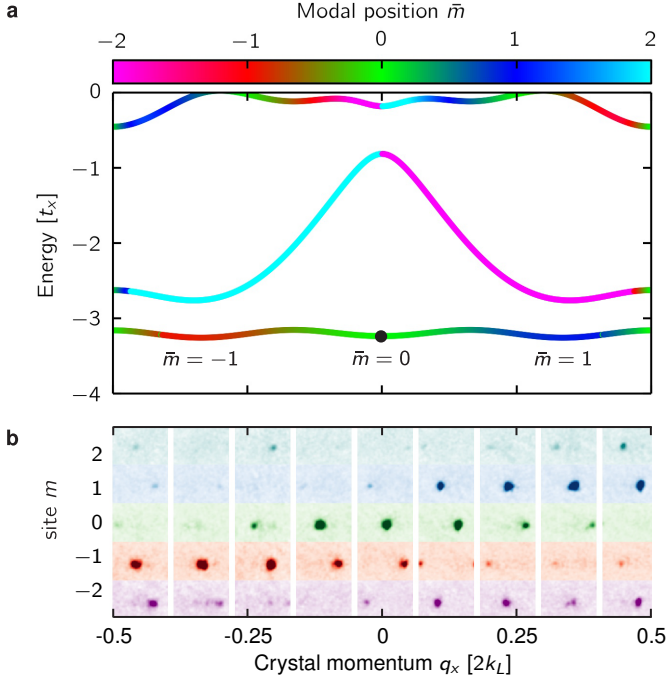 a
Modal position m̄
−2 −1 0 1 2
Energy [tₓ]
0
−1
−2
−3
−4
m̄ = −1 m̄ = 0 m̄ = 1
b
site m
2
1
0
−1
−2
-0.5 -0.25 0 0.25 0.5
Crystal momentum qₓ [2k_L]